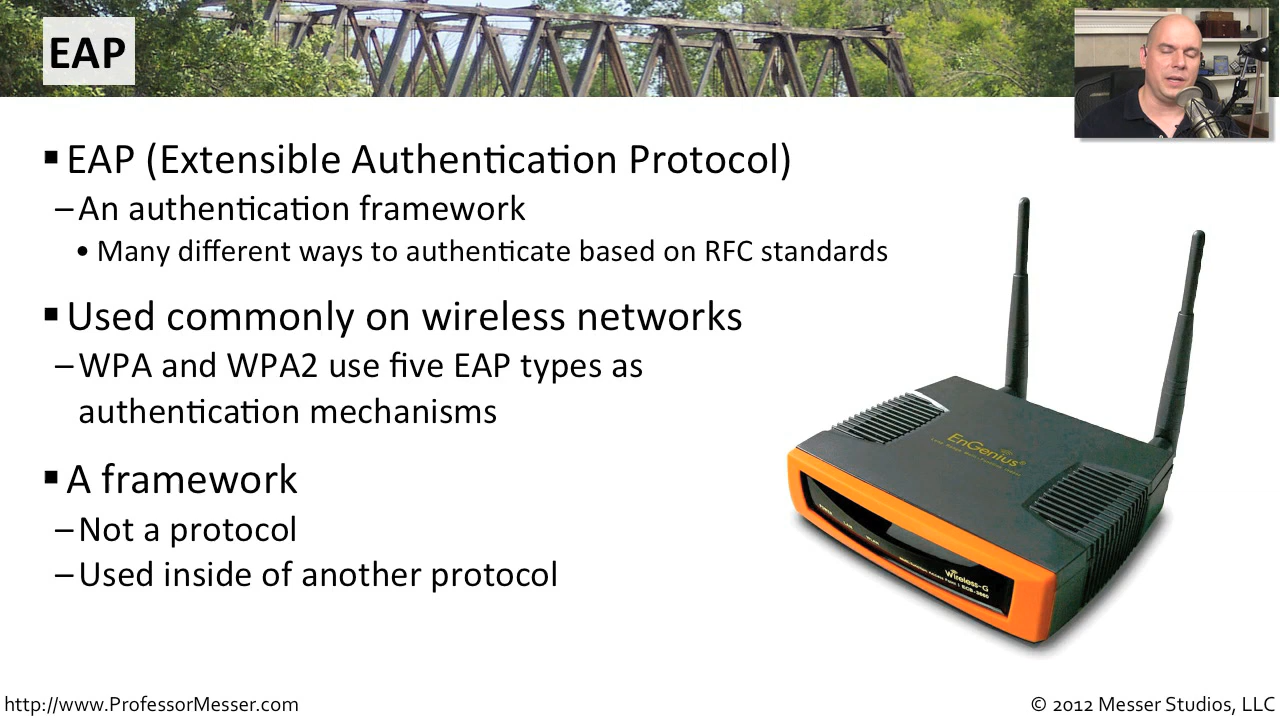 EAP
▪ EAP (Extensible Authentication Protocol)
– An authentication framework
• Many different ways to authenticate based on RFC standards
▪ Used commonly on wireless networks
– WPA and WPA2 use five EAP types as
authentication mechanisms
▪ A framework
– Not a protocol
– Used inside of another protocol
EnGenius®
Wireless-G
http://www.ProfessorMesser.com
© 2012 Messer Studios, LLC